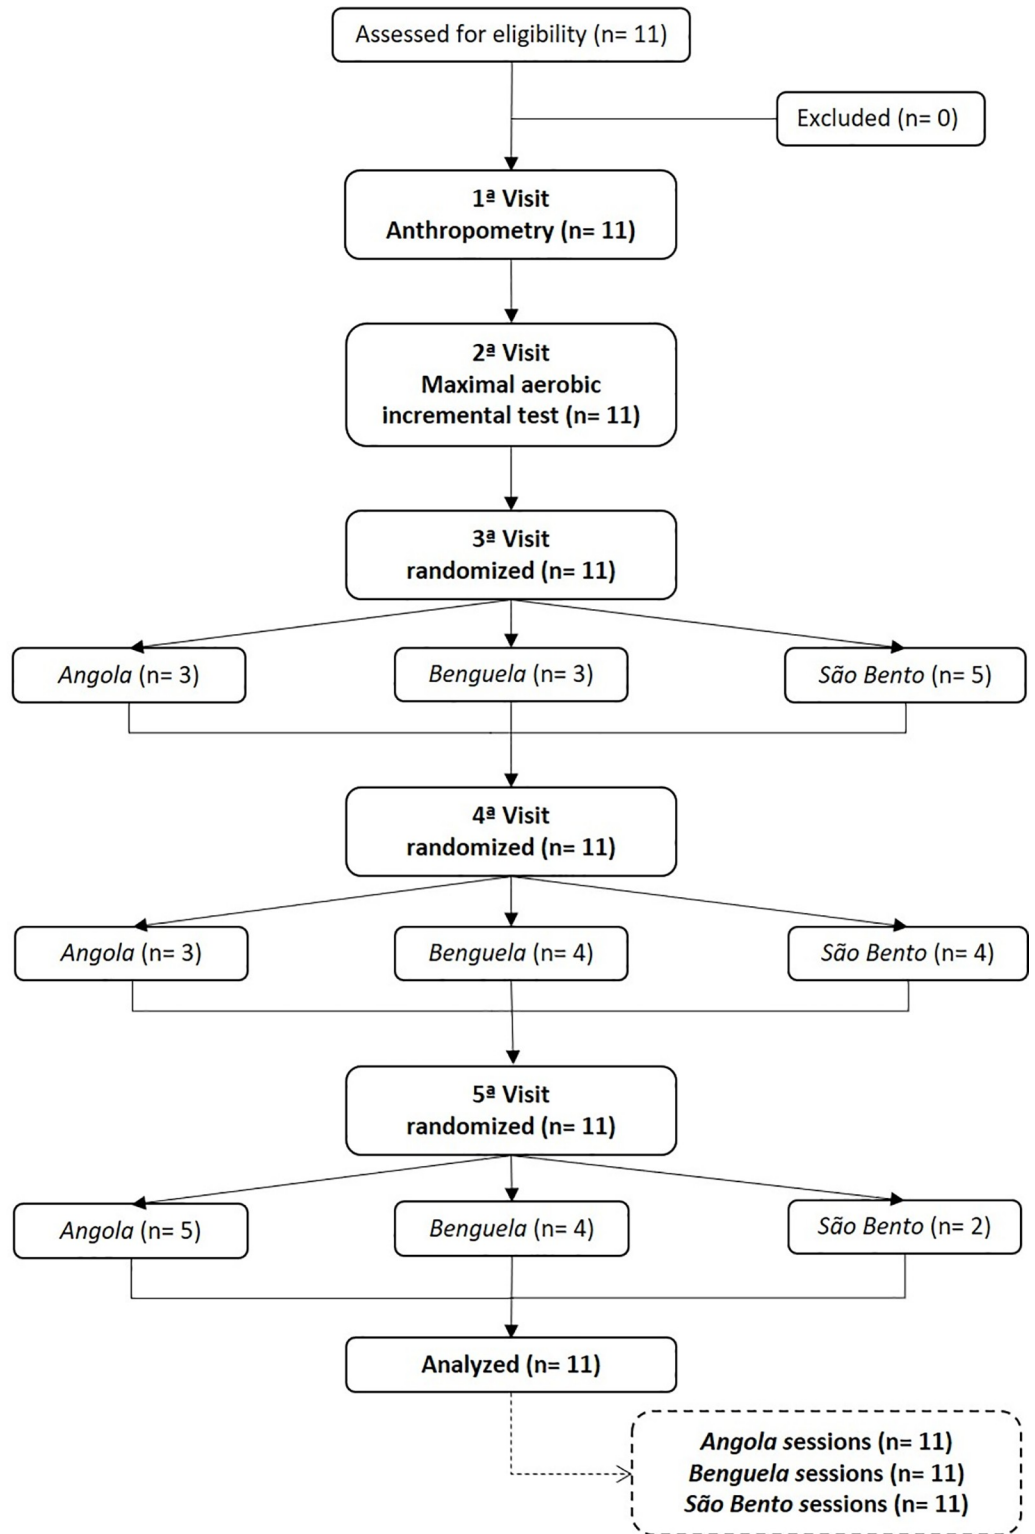 Assessed for eligibility (n= 11)
Excluded (n= 0)
1ª Visit
Anthropometry (n= 11)
2ª Visit
Maximal aerobic
incremental test (n= 11)
3ª Visit
randomized (n= 11)
Angola (n= 3)
Benguela (n= 3)
São Bento (n= 5)
4ª Visit
randomized (n= 11)
Angola (n= 3)
Benguela (n= 4)
São Bento (n= 4)
5ª Visit
randomized (n= 11)
Angola (n= 5)
Benguela (n= 4)
São Bento (n= 2)
Analyzed (n= 11)
Angola sessions (n= 11)
Benguela sessions (n= 11)
São Bento sessions (n= 11)